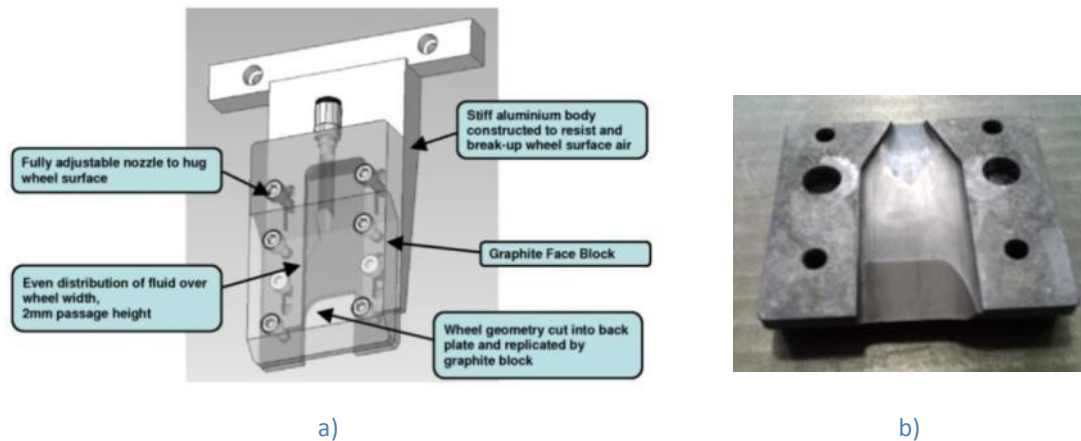 Stiff aluminium body
constructed to resist and
break-up wheel surface air
Fully adjustable nozzle to hug
wheel surface
Graphite Face Block
Even distribution of fluid over
wheel width,
2mm passage height
Wheel geometry cut into back
plate and replicated by
graphite block
a)
b)